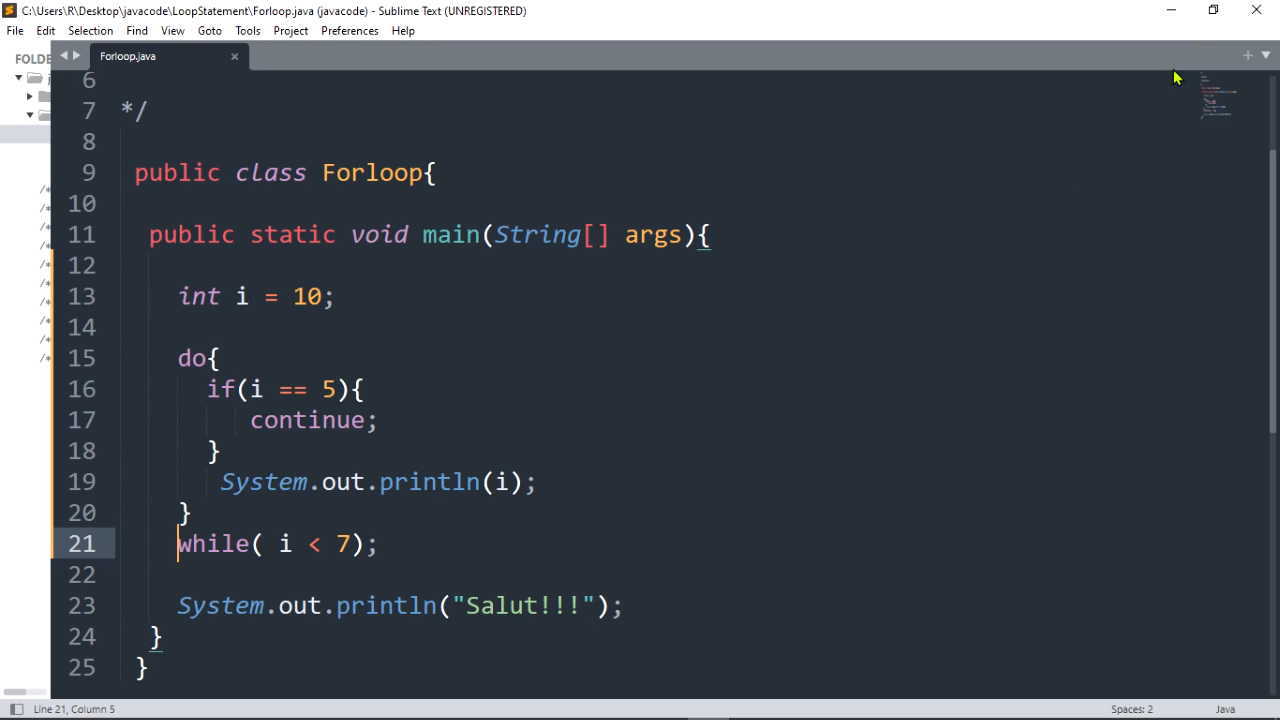 C:\Users\R\Desktop\javacode\LoopStatement\Forloop.java (javacode) - Sublime Text (UNREGISTERED)
File Edit Selection Find View Goto Tools Project Preferences Help
FOLDE
Forloop.java
6
7 */
8
9 public class Forloop{
10
11 public static void main(String[] args){
12
13 int i = 10;
14
15 do{
16 if(i == 5){
17 continue;
18 }
19 System.out.println(i);
20 }
21 while( i < 7);
22
23 System.out.println("Salut!!!");
24 }
25 }
/*
/*
/*
/*
/*
/*
/*
/*
/*
/*
Line 21, Column 5 Spaces: 2 Java